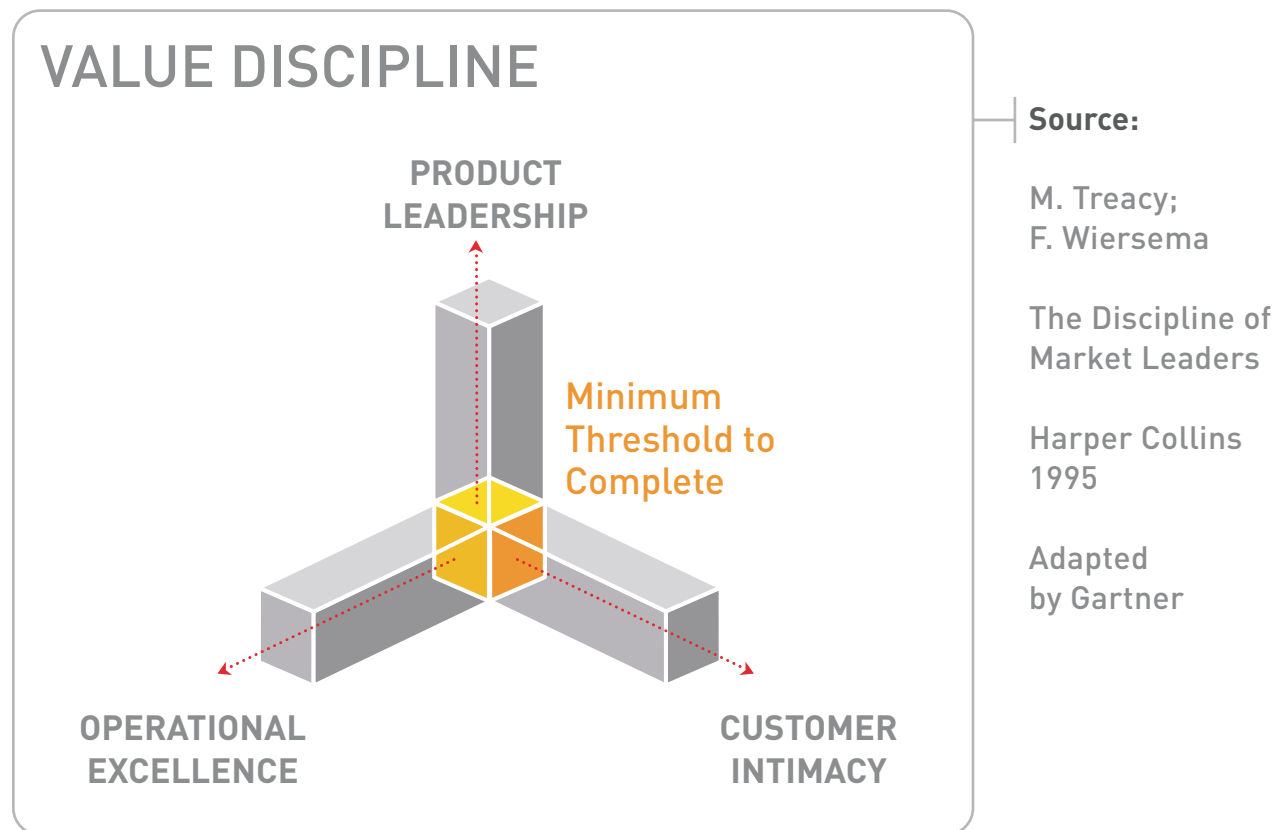 VALUE DISCIPLINE
PRODUCT
LEADERSHIP
Minimum
Threshold to
Complete
OPERATIONAL
EXCELLENCE
CUSTOMER
INTIMACY
Source:
M. Treacy;
F. Wiersema
The Discipline of
Market Leaders
Harper Collins
1995
Adapted
by Gartner